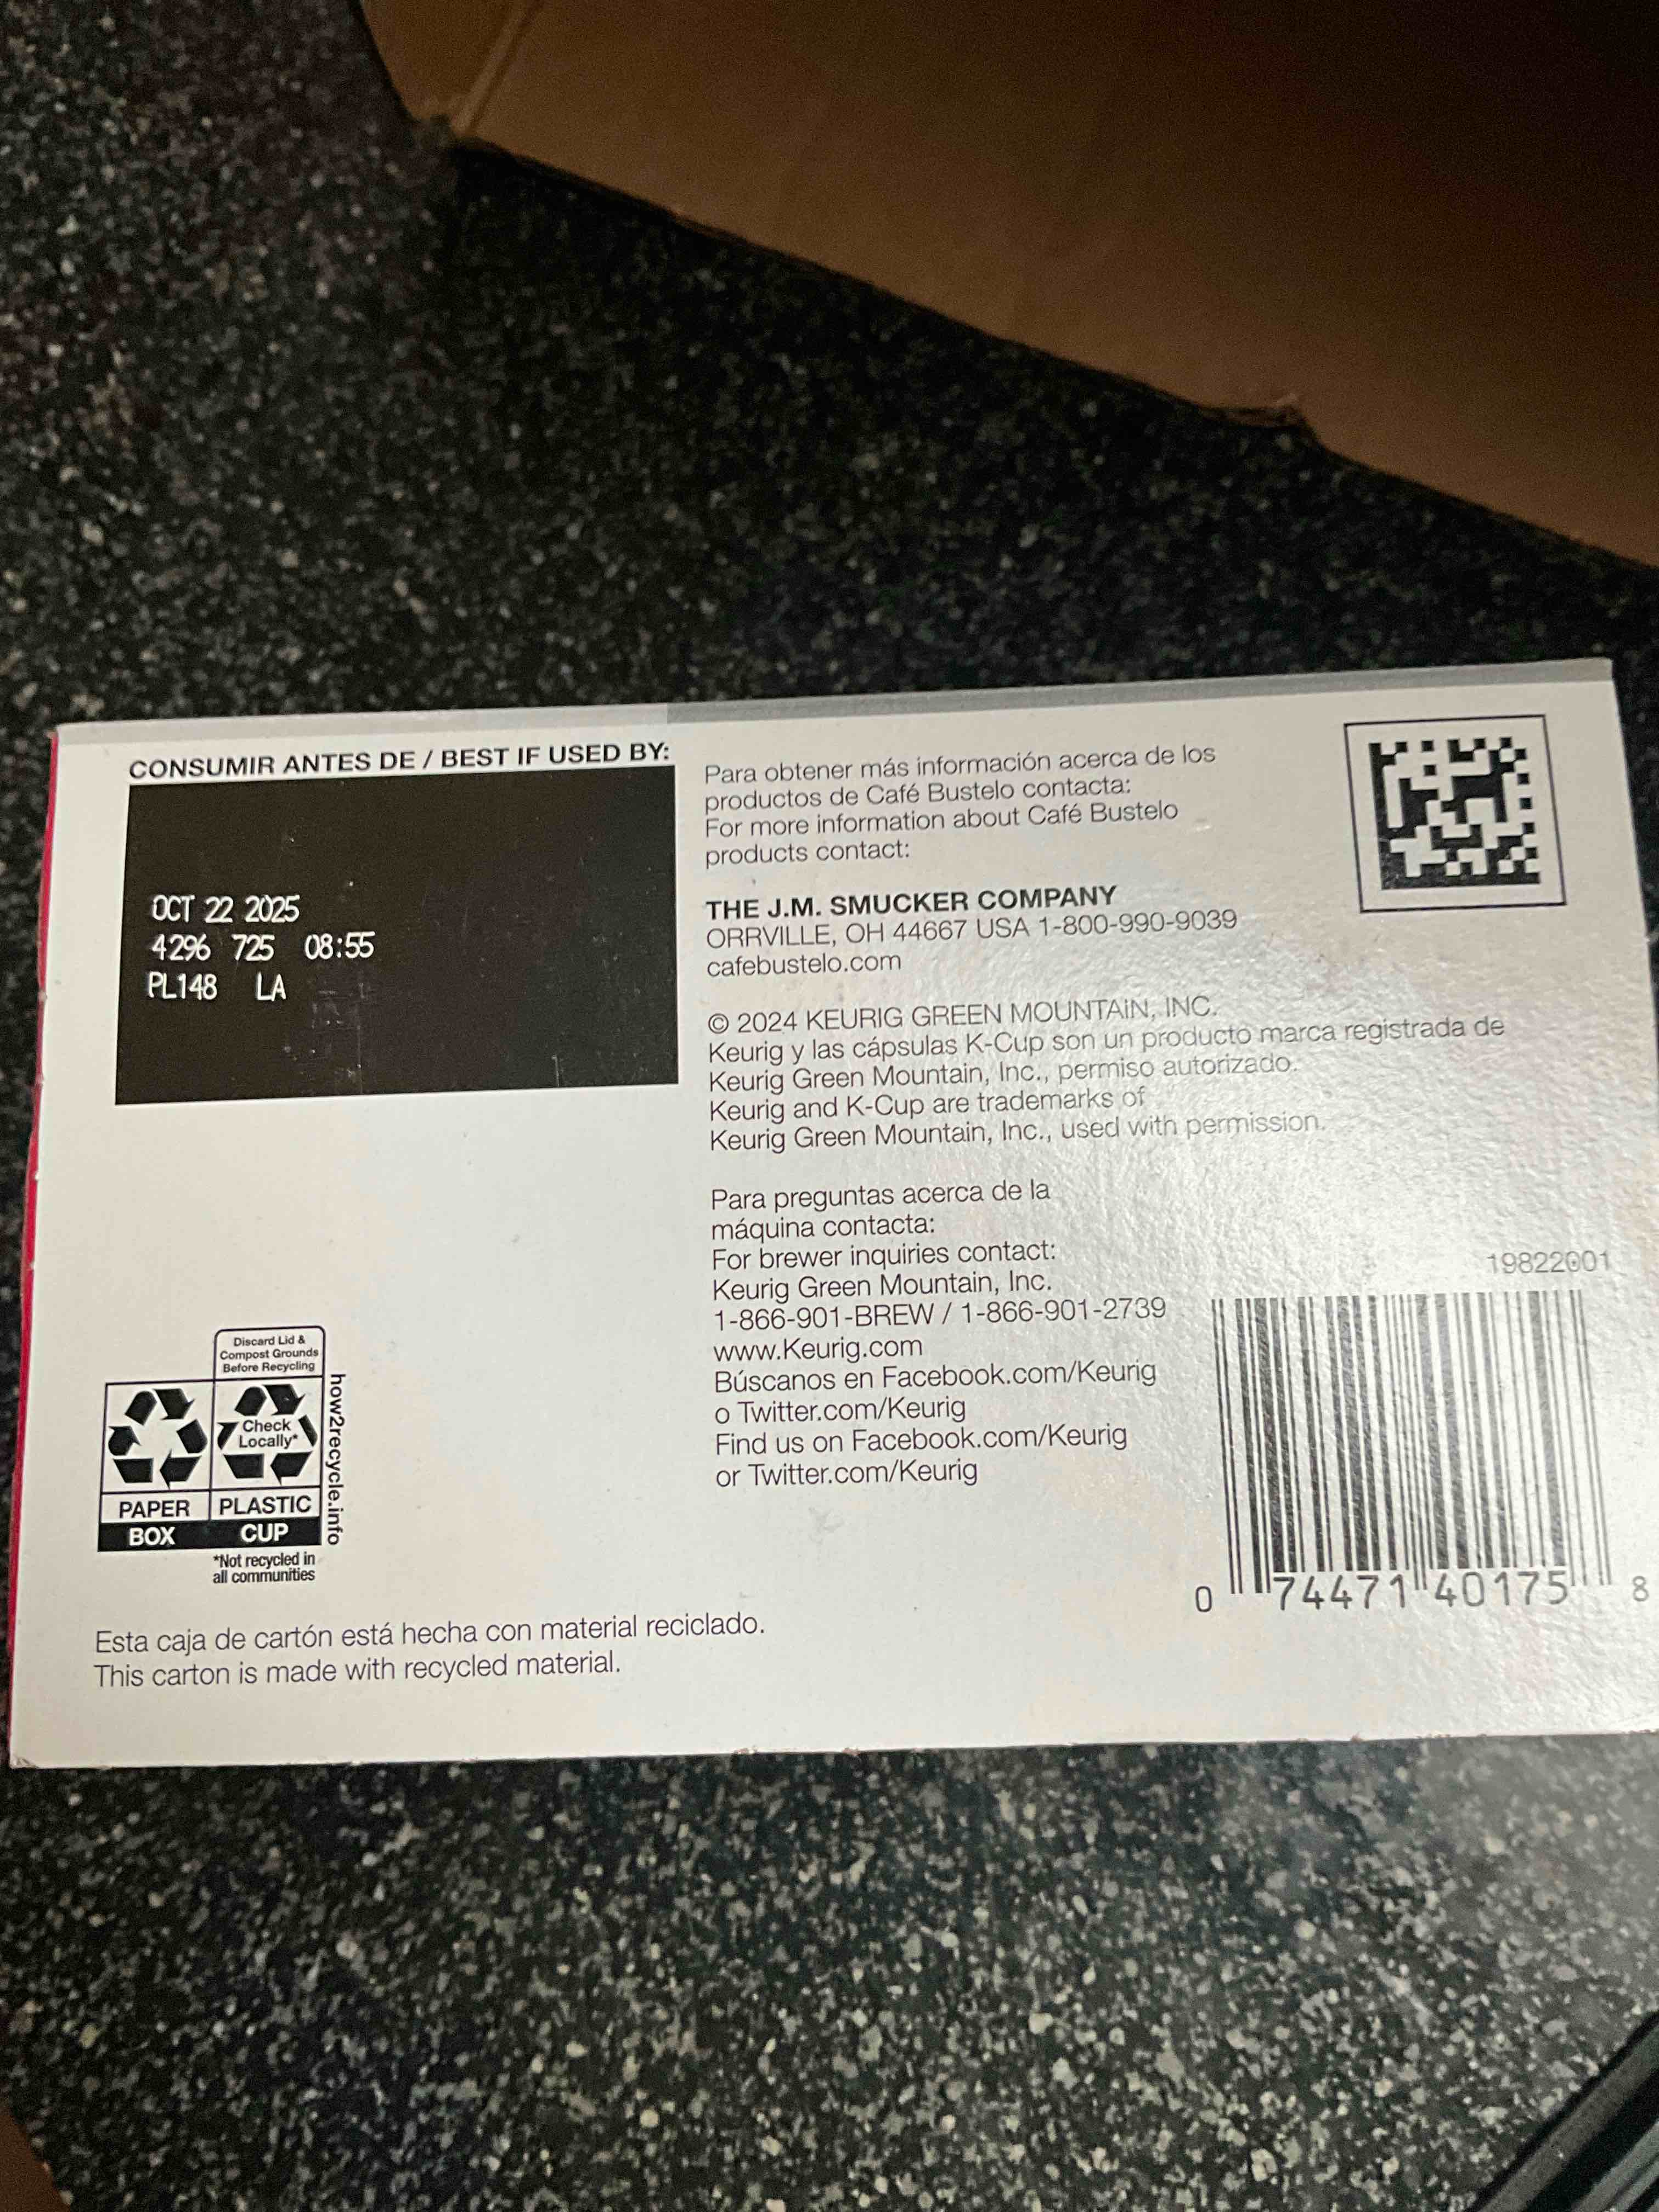 CONSUMIR ANTES DE / BEST IF USED BY:
OCT 22 2025
4296 725 08:55
PL148 LA
Para obtener más información acerca de los
productos de Café Bustelo contacta:
For more information about Café Bustelo
products contact:
THE J.M. SMUCKER COMPANY
ORRVILLE, OH 44667 USA 1-800-990-9039
cafebustelo.com
© 2024 KEURIG GREEN MOUNTAIN, INC.
Keurig y las cápsulas K-Cup son un producto marca registrada de
Keurig Green Mountain, Inc., permiso autorizado.
Keurig and K-Cup are trademarks of
Keurig Green Mountain, Inc., used with permission.
Para preguntas acerca de la
máquina contacta:
For brewer inquiries contact:
Keurig Green Mountain, Inc.
1-866-901-BREW / 1-866-901-2739
www.Keurig.com
Búscanos en Facebook.com/Keurig
o Twitter.com/Keurig
Find us on Facebook.com/Keurig
or Twitter.com/Keurig
19822001
0 74471 40175 8
Discard Lid &
Compost Grounds
Before Recycling
Check
Locally*
PAPER
BOX
PLASTIC
CUP
how2recycle.info
*Not recycled in
all communities
Esta caja de cartón está hecha con material reciclado.
This carton is made with recycled material.